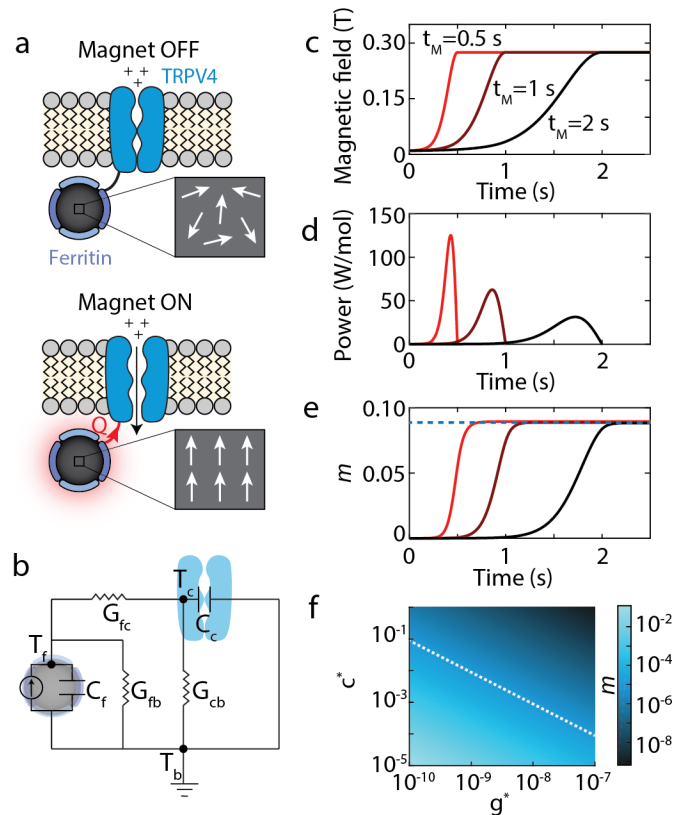 a
Magnet OFF
+ +
+
TRPV4
Ferritin
Magnet ON
+ +
+
Q
b
T_c
G_fc
C_c
T_f
C_f
G_fb
G_cb
T_b
c
Magnetic field (T)
0.30
0.15
0
t_M=0.5 s
t_M=1 s
t_M=2 s
0 1 2
Time (s)
d
Power (W/mol)
150
100
50
0
0 1 2
Time (s)
e
m
0.10
0.05
0
0 1 2
Time (s)
f
c*
10^-1
10^-3
10^-5
10^-10 10^-9 10^-8 10^-7
g*
m
10^-2
10^-4
10^-6
10^-8